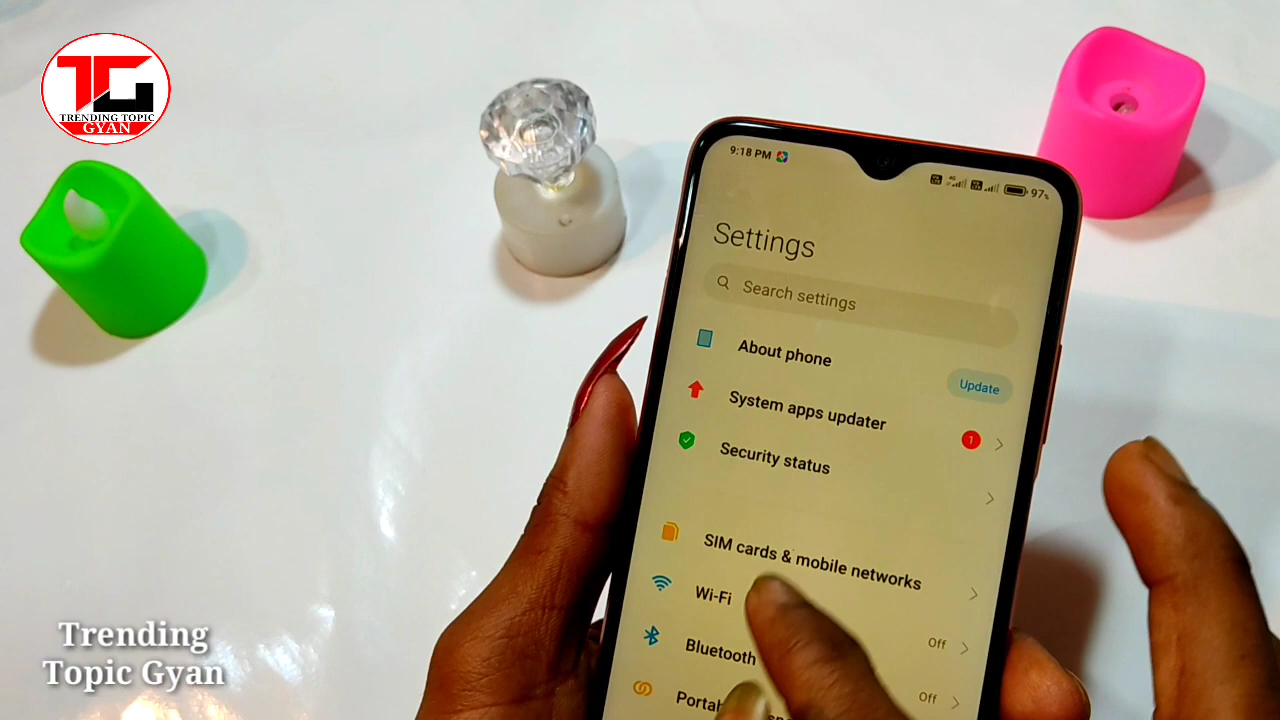 TG
TRENDING TOPIC
GYAN
9:18 PM
4G
97%
Settings
Search settings
About phone
Update
System apps updater
1
Security status
SIM cards & mobile networks
Wi-Fi
Off
Bluetooth
Off
Trending
Topic Gyan